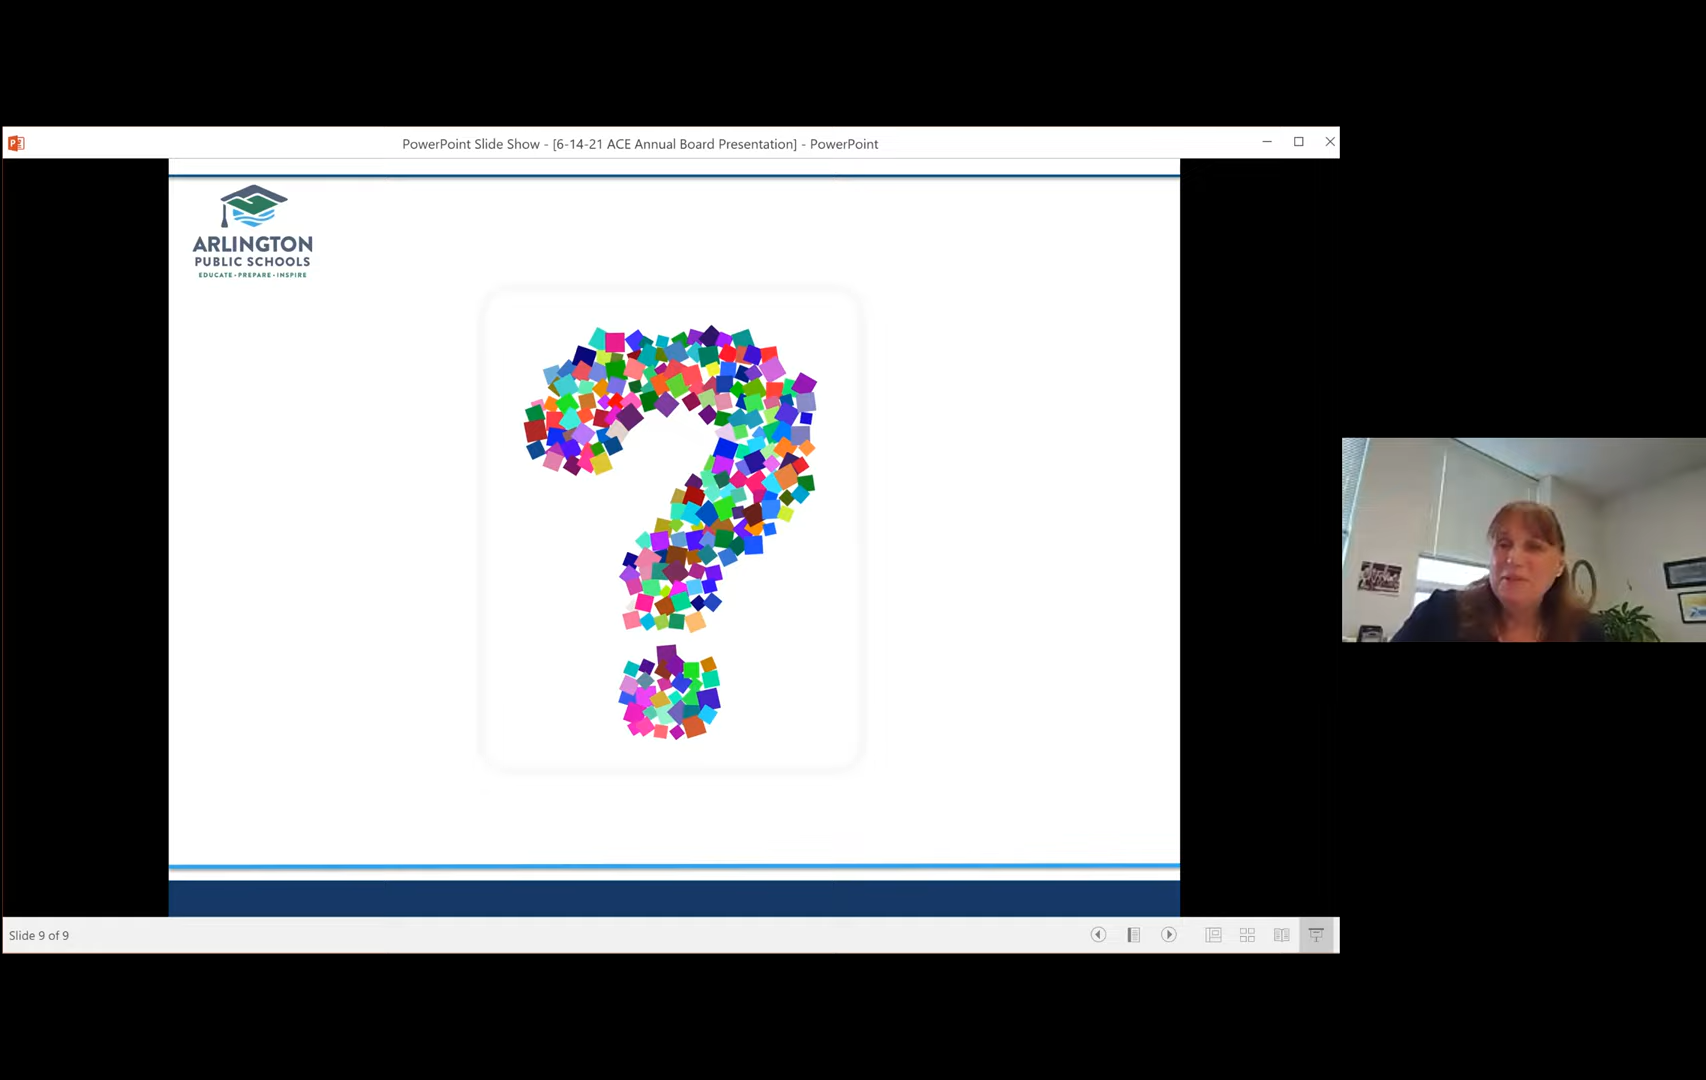 PowerPoint Slide Show - [6-14-21 ACE Annual Board Presentation] - PowerPoint
ARLINGTON
PUBLIC SCHOOLS
EDUCATE • PREPARE • INSPIRE
?
Slide 9 of 9